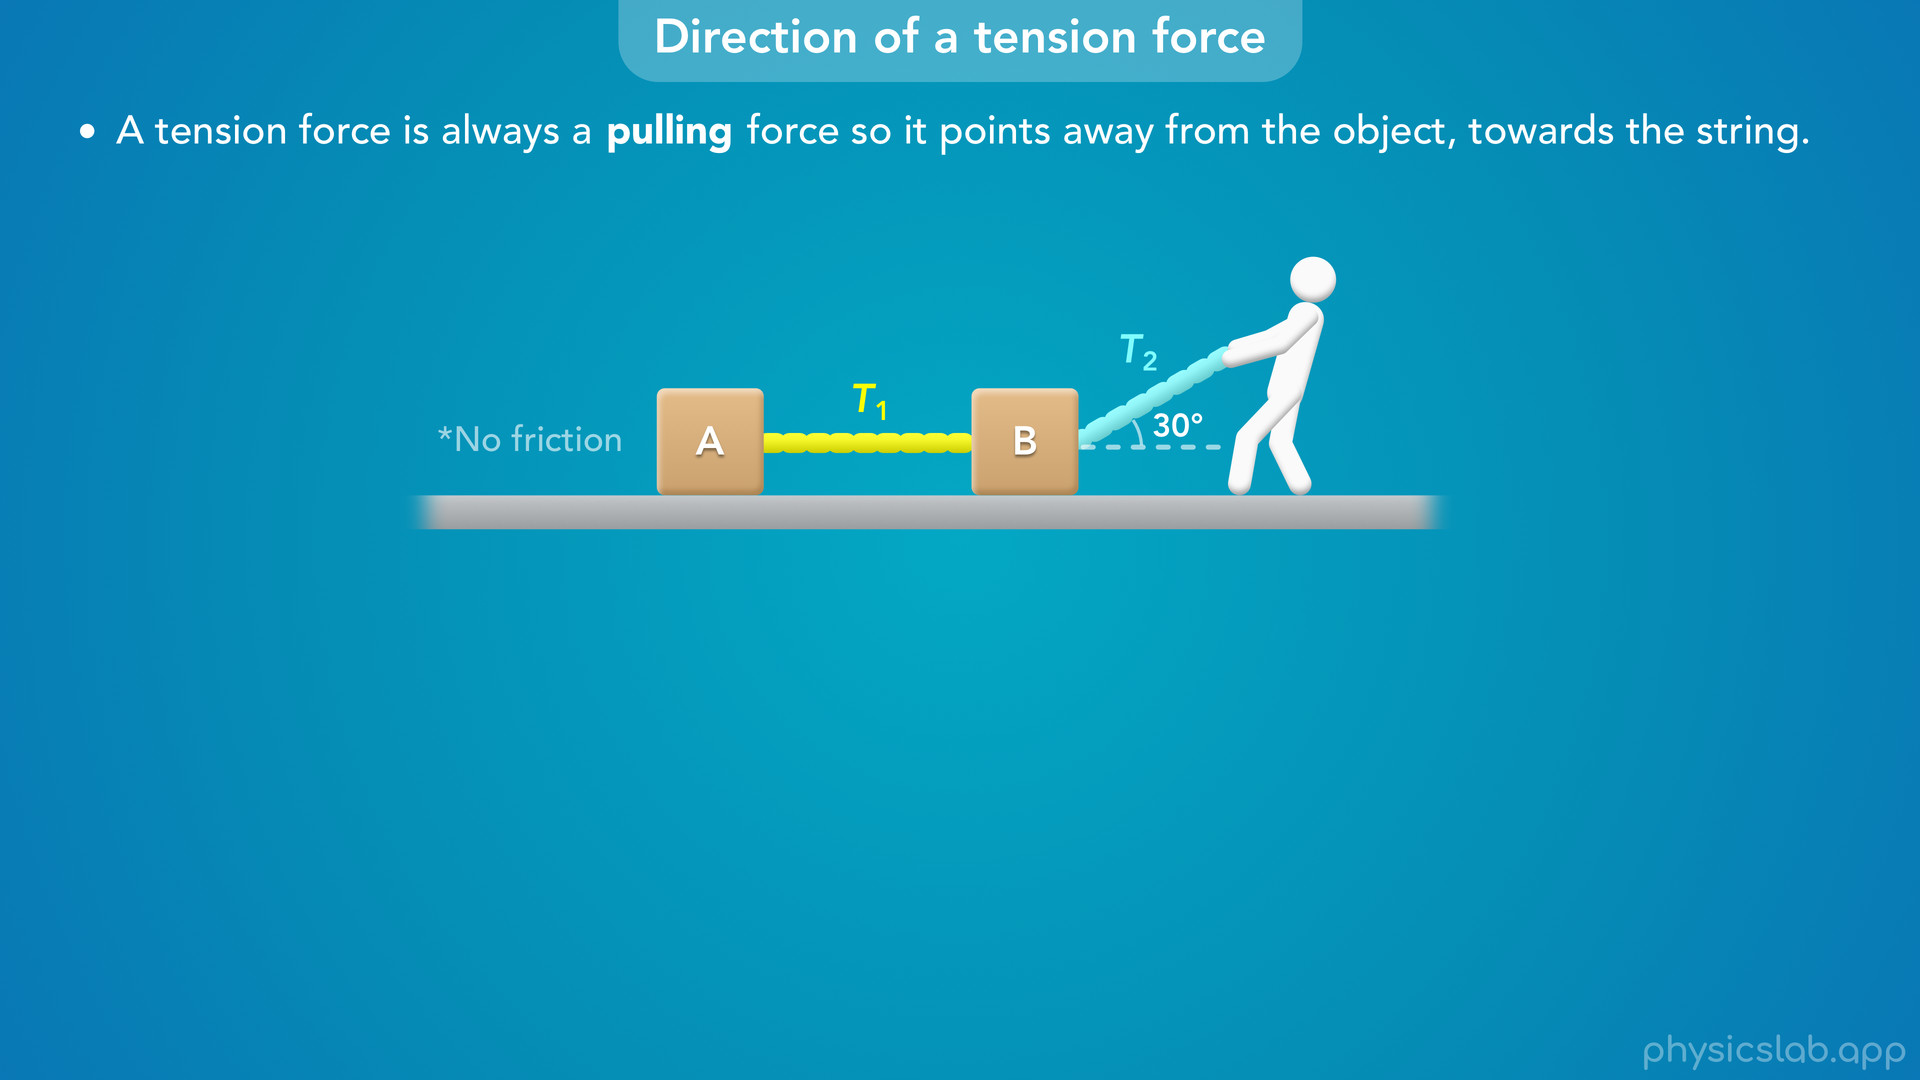 Direction of a tension force
• A tension force is always a pulling force so it points away from the object, towards the string.
T2
T1
30°
*No friction
A
B
physicslab.app